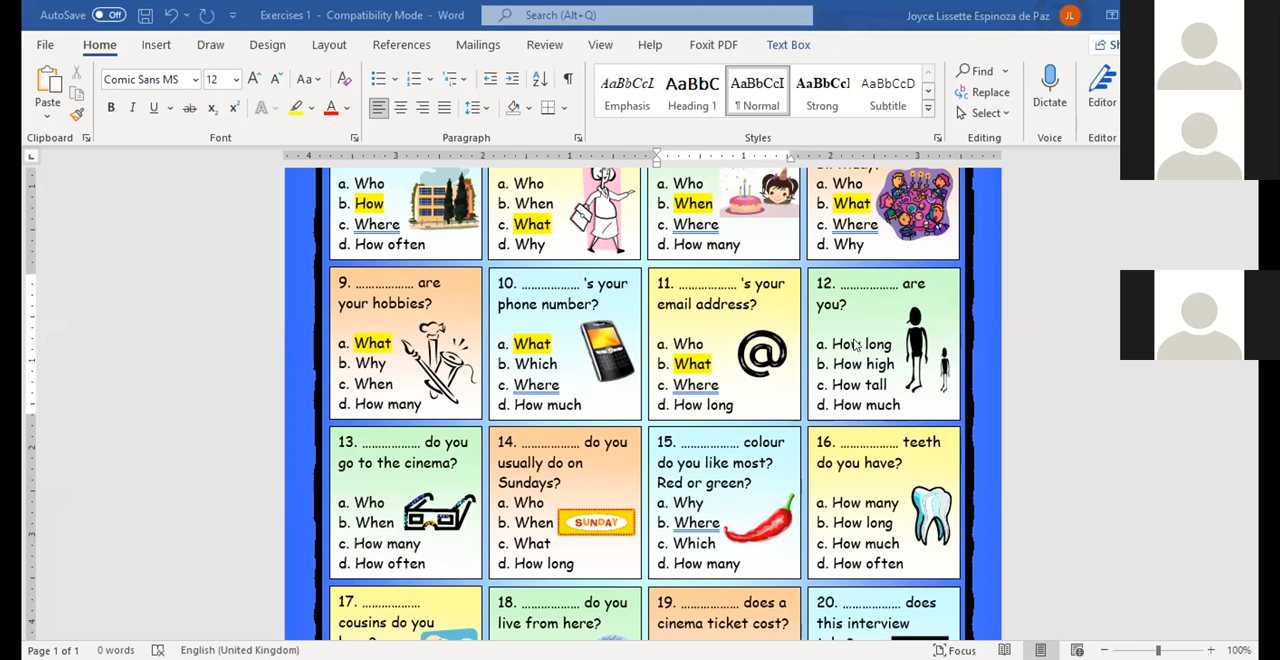 AutoSave Off Exercises 1 - Compatibility Mode - Word Search (Alt+Q) Joyce Lissette Espinoza de Paz JL
File Home Insert Draw Design Layout References Mailings Review View Help Foxit PDF Text Box
Comic Sans MS 12
Paste
Clipboard Font Paragraph Styles Editing Voice Editor
AaBbCcI AaBbC AaBbCcI AaBbCcI AaBbCcD
Emphasis Heading 1 ¶ Normal Strong Subtitle
Find
Replace
Select
Dictate
Editor
4 3 2 1 1 2 3
a. Who
b. How
c. Where
d. How often
a. Who
b. When
c. What
d. Why
a. Who
b. When
c. Where
d. How many
a. Who
b. What
c. Where
d. Why
9. .................. are
your hobbies?
a. What
b. Why
c. When
d. How many
10. .................. 's your
phone number?
a. What
b. Which
c. Where
d. How much
11. .................. 's your
email address?
a. Who
b. What
c. Where
d. How long
@
12. .................. are
you?
a. How long
b. How high
c. How tall
d. How much
13. .................. do you
go to the cinema?
a. Who
b. When
c. How many
d. How often
14. .................. do you
usually do on
Sundays?
a. Who
b. When
c. What
d. How long
SUNDAY
15. .................. colour
do you like most?
Red or green?
a. Why
b. Where
c. Which
d. How many
16. .................. teeth
do you have?
a. How many
b. How long
c. How much
d. How often
17. ..................
cousins do you
18. .................. do you
live from here?
19. .................. does a
cinema ticket cost?
20. .................. does
this interview
Page 1 of 1 0 words English (United Kingdom) Focus 100%